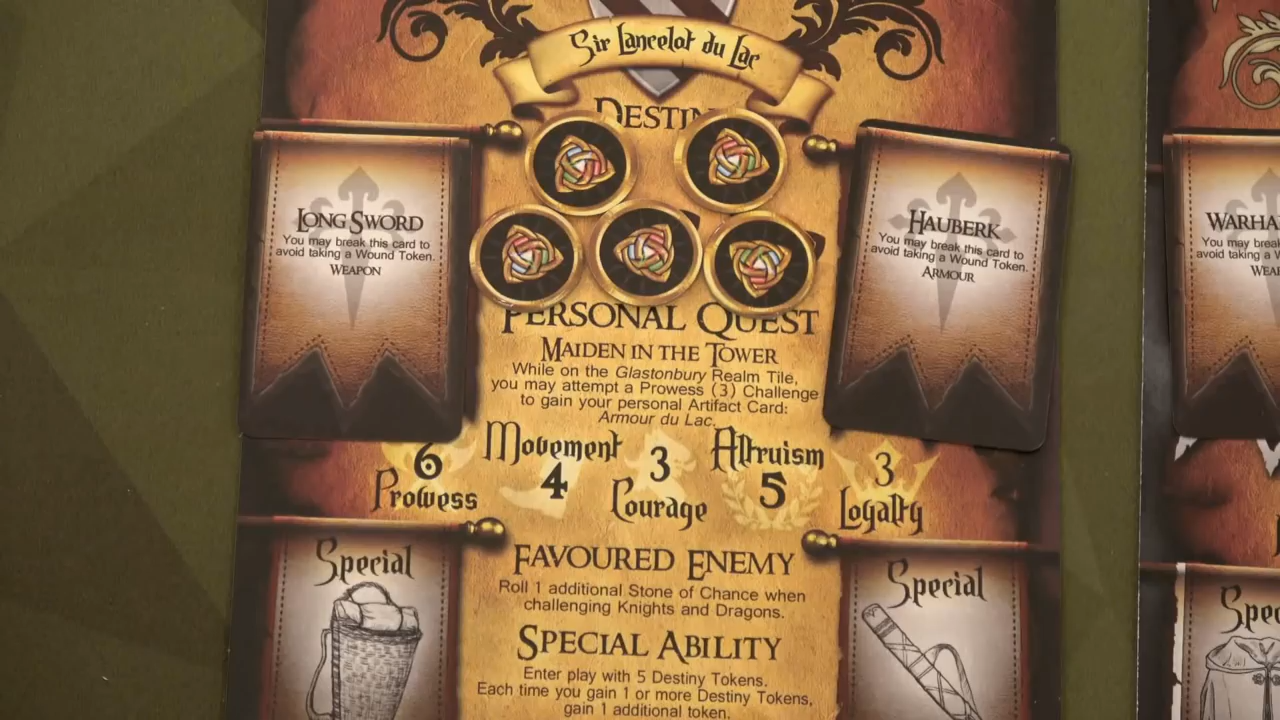 Sir Lancelot du Lac
LONG SWORD
You may break this card to
avoid taking a Wound Token.
WEAPON
HAUBERK
You may break this card to
avoid taking a Wound Token.
ARMOUR
You may
avoid taking a W
PERSONAL QUEST
MAIDEN IN THE TOWER
While on the Glastonbury Realm Tile,
you may attempt a Prowess (3) Challenge
to gain your personal Artifact Card:
Armour du Lac.
6
Prowess
Movement
4
3
Courage
Altruism
5
3
Loyalty
Special
FAVOURED ENEMY
Roll 1 additional Stone of Chance when
challenging Knights and Dragons.
SPECIAL ABILITY
Enter play with 5 Destiny Tokens.
Each time you gain 1 or more Destiny Tokens,
gain 1 additional token.
Special